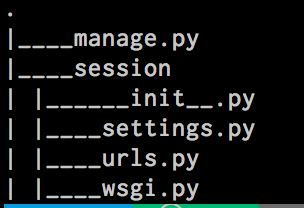 .
|____manage.py
|____session
| |______init__.py
| |____settings.py
| |____urls.py
| |____wsgi.py